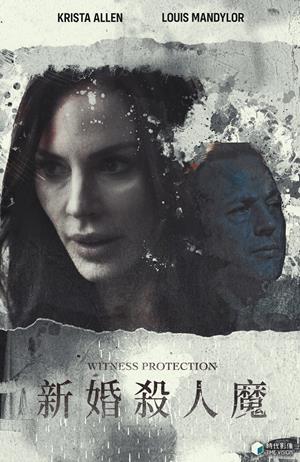 KRISTA ALLEN LOUIS MANDYLOR
WITNESS PROTECTION
新婚殺人魔
時代影像
TIME VISION